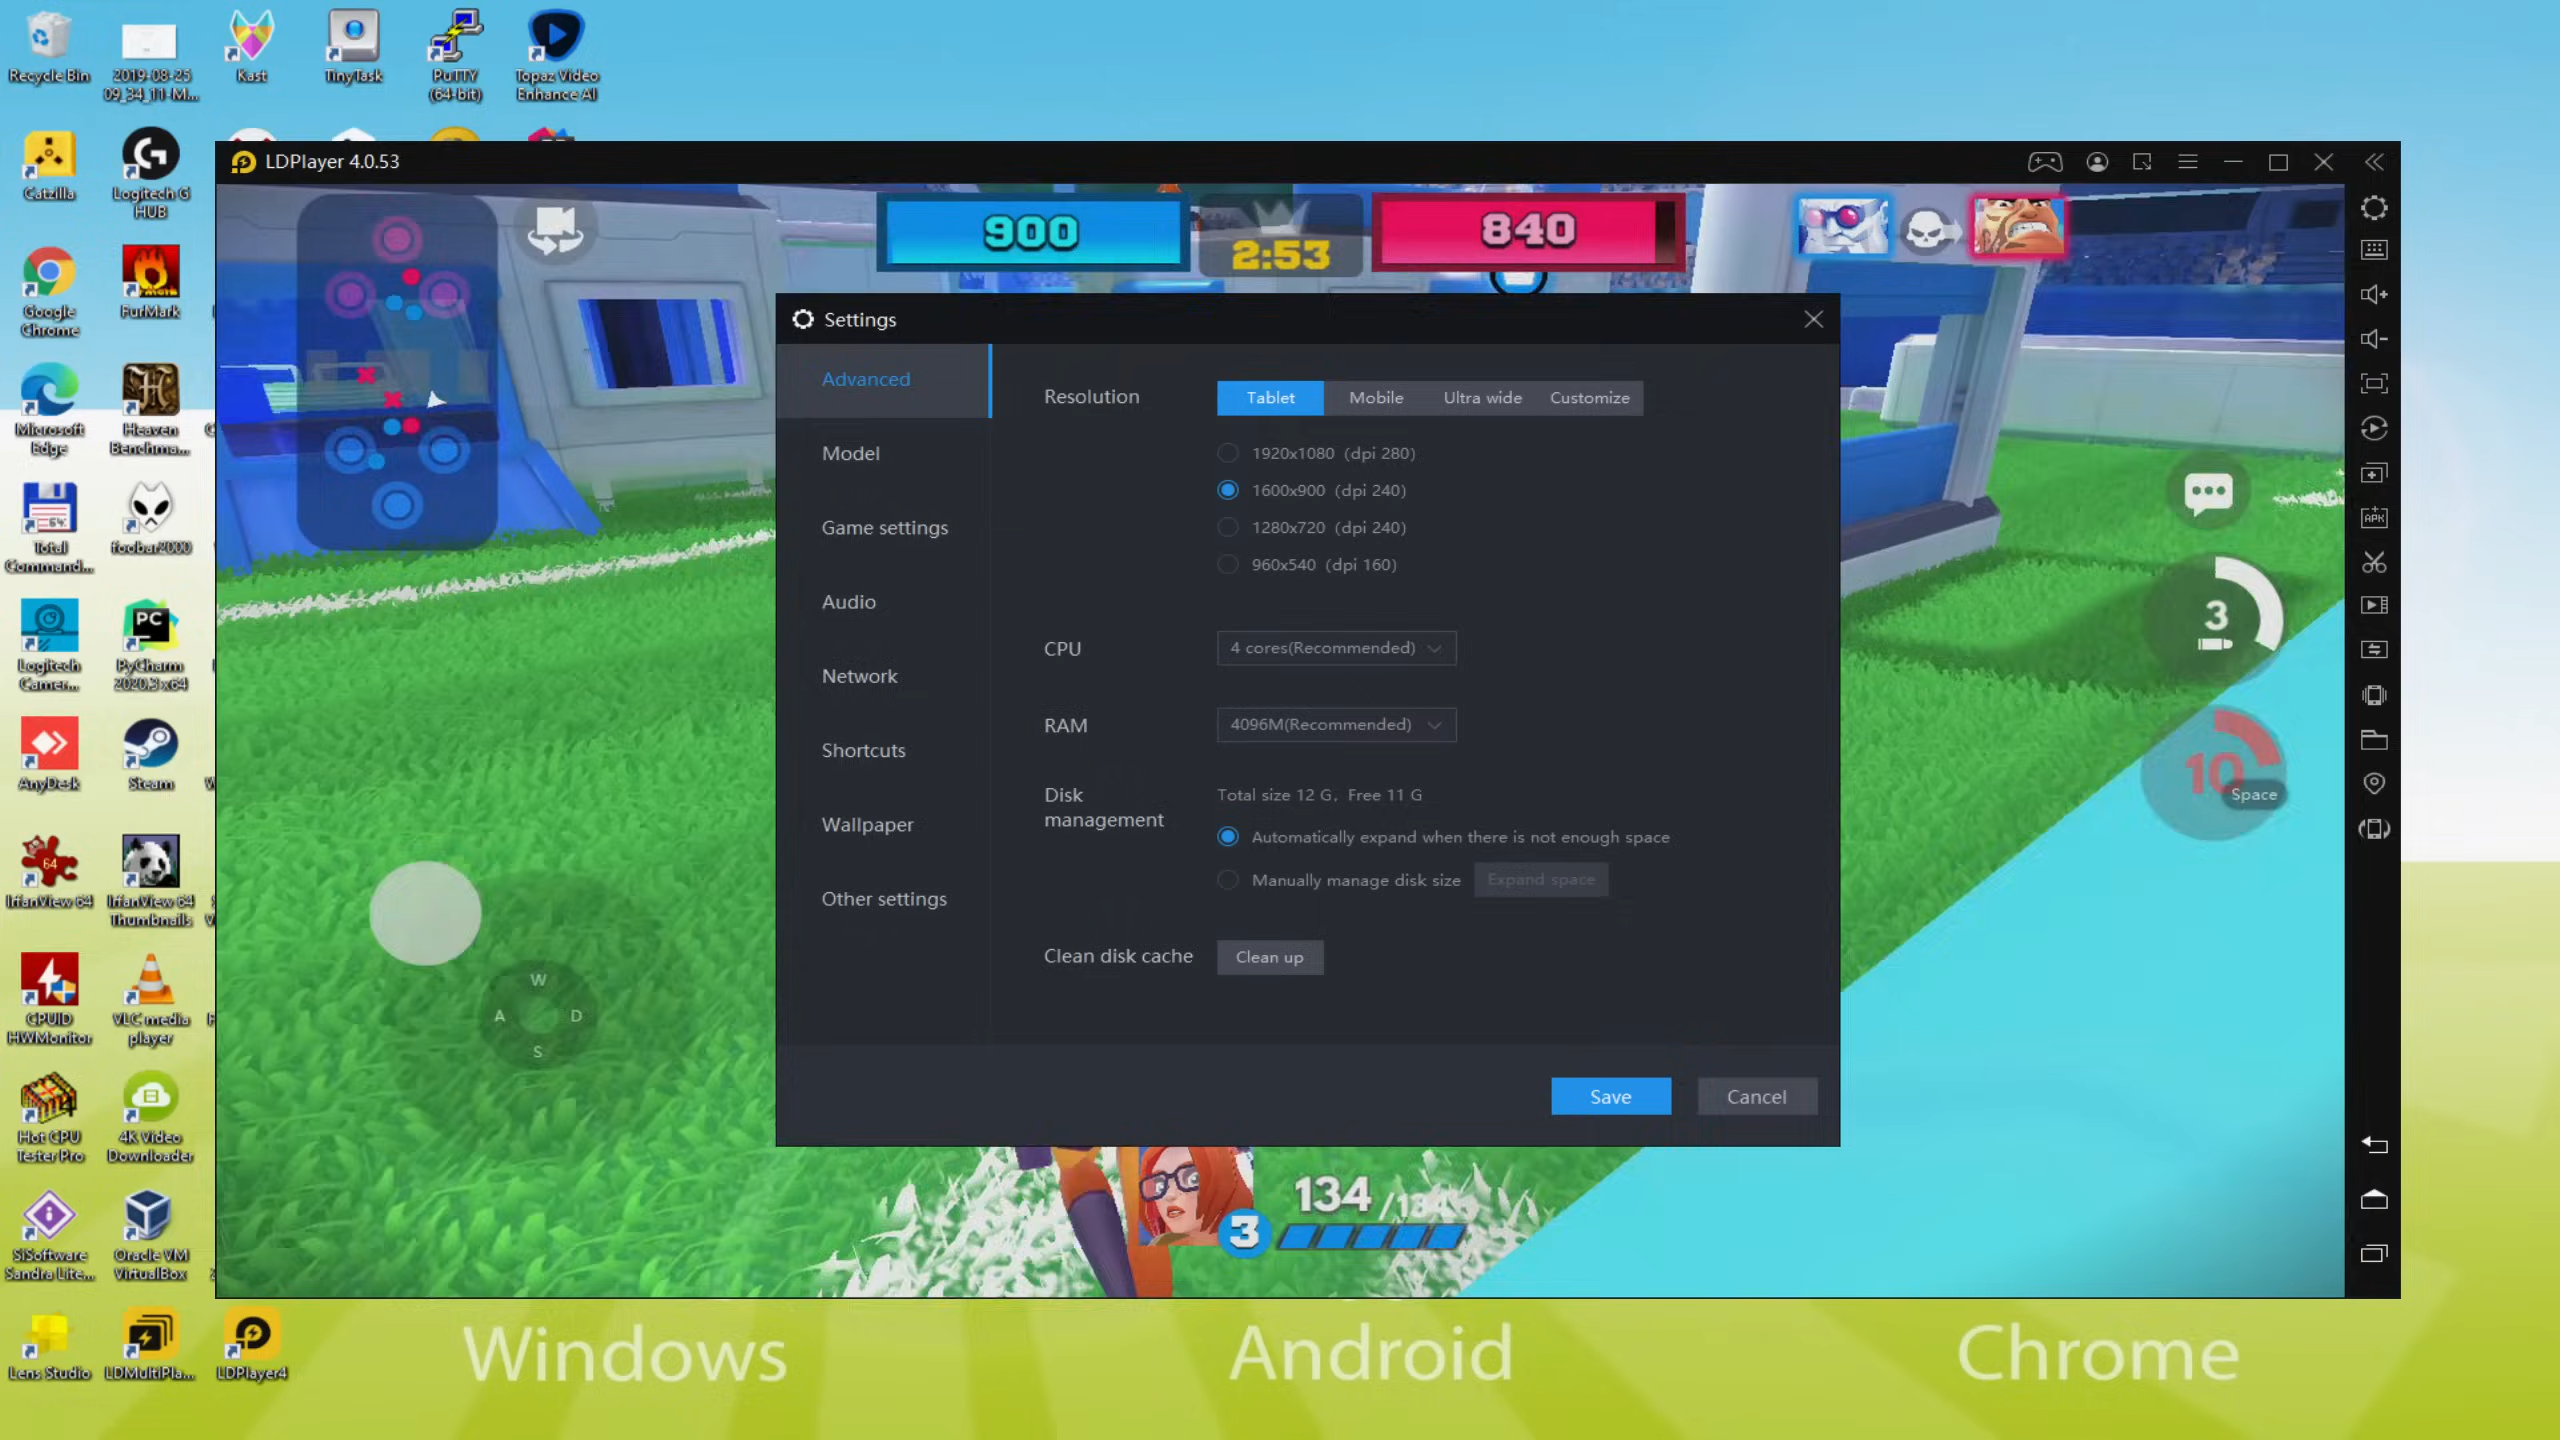 Recycle Bin
2019-08-25
09_34_11-M...
Kast
TinyTask
PuTTY
(64-bit)
Topaz Video
Enhance AI
Catzilla
Logitech G
HUB
Google
Chrome
FurMark
Microsoft
Edge
Heaven
Benchma...
Total
Command...
foobar2000
Logitech
Camer...
PC
PyCharm
2020.3 x64
AnyDesk
Steam
64
IrfanView 64
IrfanView 64
Thumbnails
CPUID
HWMonitor
VLC media
player
Hot CPU
Tester Pro
4K Video
Downloader
SiSoftware
Sandra Lite...
Oracle VM
VirtualBox
Lens Studio
LDMultiPla...
LDPlayer4
LDPlayer 4.0.53
900
2:53
840
Settings
Advanced
Model
Game settings
Audio
Network
Shortcuts
Wallpaper
Other settings
Resolution
Tablet
Mobile
Ultra wide
Customize
1920x1080 (dpi 280)
1600x900 (dpi 240)
1280x720 (dpi 240)
960x540 (dpi 160)
CPU
4 cores(Recommended)
RAM
4096M(Recommended)
Disk
management
Total size 12 G, Free 11 G
Automatically expand when there is not enough space
Manually manage disk size
Expand space
Clean disk cache
Clean up
Save
Cancel
3
10
Space
APK
W
A
D
S
134 /134
3
Windows
Android
Chrome